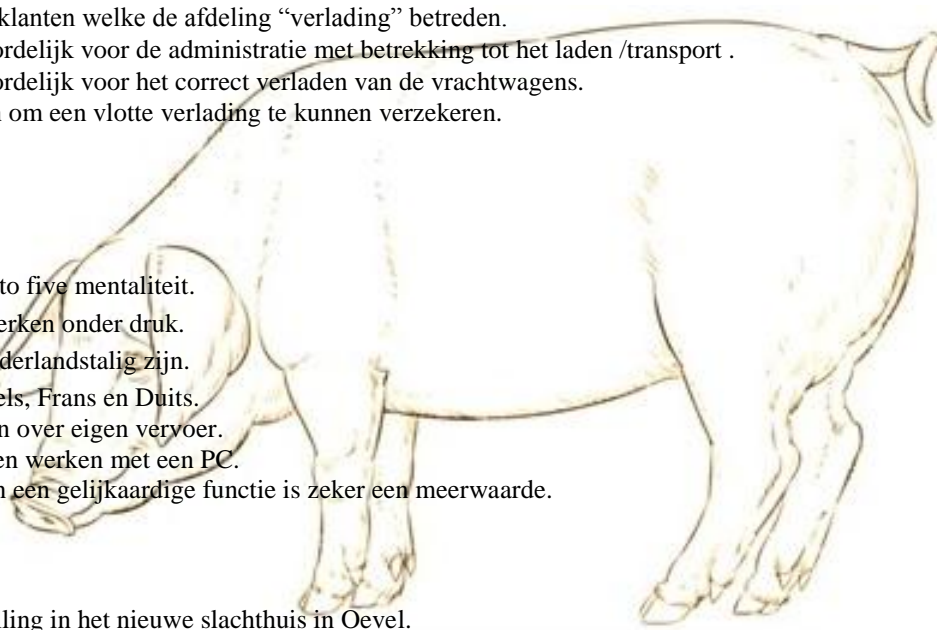 klanten welke de afdeling “verlading” betreden.
ordelijk voor de administratie met betrekking tot het laden /transport .
ordelijk voor het correct verladen van de vrachtwagens.
om een vlotte verlading te kunnen verzekeren.
to five mentaliteit.
erken onder druk.
derlandstalig zijn.
els, Frans en Duits.
n over eigen vervoer.
en werken met een PC.
n een gelijkaardige functie is zeker een meerwaarde.
lling in het nieuwe slachthuis in Oevel.